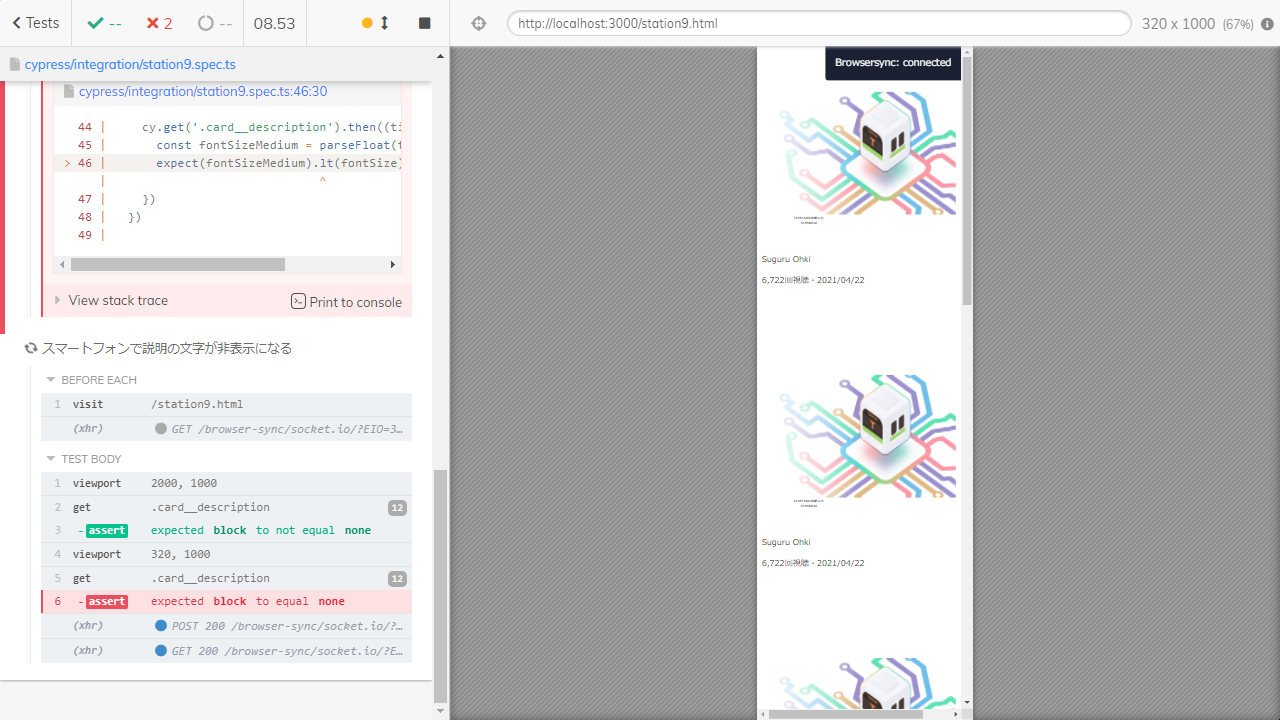 Tests
--
2
--
08.53
http://localhost:3000/station9.html
320 x 1000 (67%)
cypress/integration/station9.spec.ts
cypress/integration/station9.spec.ts:46:30
44 | cy.get('.card__description').then((ti
45 | const fontSizeMedium = parseFloat(t
> 46 | expect(fontSizeMedium).lt(fontSize)
| ^
47 | })
48 | })
49 |
View stack trace
Print to console
スマートフォンで説明の文字が非表示になる
BEFORE EACH
1 visit /station9.html
(xhr) GET /browser-sync/socket.io/?EIO=3…
TEST BODY
1 viewport 2000, 1000
2 get .card__description 12
3 -assert expected block to not equal none
4 viewport 320, 1000
5 get .card__description 12
6 -assert expected block to equal none
(xhr) POST 200 /browser-sync/socket.io/?…
(xhr) GET 200 /browser-sync/socket.io/?E…
Browsersync: connected
Suguru Ohki
6,722回視聴・2021/04/22
Suguru Ohki
6,722回視聴・2021/04/22